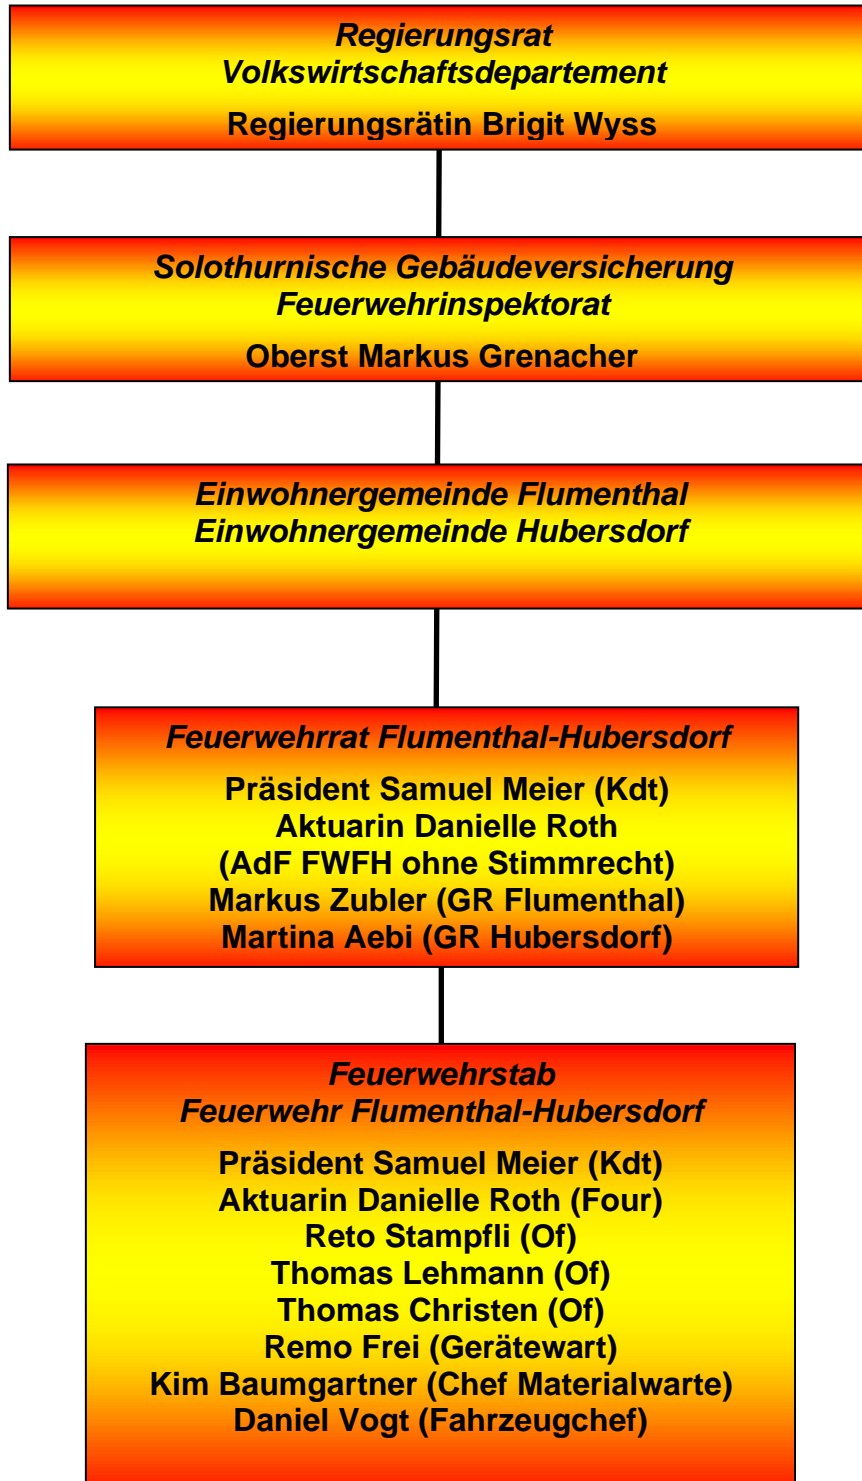 Regierungsrat
Volkswirtschaftsdepartement
Regierungsrätin Brigit Wyss
Solothurnische Gebäudeversicherung
Feuerwehrinspektorat
Oberst Markus Grenacher
Einwohnergemeinde Flumenthal
Einwohnergemeinde Hubersdorf
Feuerwehrrat Flumenthal-Hubersdorf
Präsident Samuel Meier (Kdt)
Aktuarin Danielle Roth
(AdF FWFH ohne Stimmrecht)
Markus Zubler (GR Flumenthal)
Martina Aebi (GR Hubersdorf)
Feuerwehrstab
Feuerwehr Flumenthal-Hubersdorf
Präsident Samuel Meier (Kdt)
Aktuarin Danielle Roth (Four)
Reto Stampfli (Of)
Thomas Lehmann (Of)
Thomas Christen (Of)
Remo Frei (Gerätewart)
Kim Baumgartner (Chef Materialwarte)
Daniel Vogt (Fahrzeugchef)